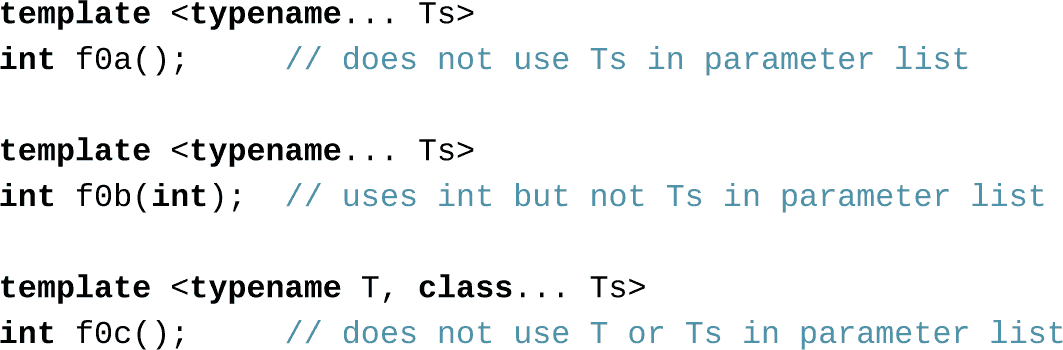 template <typename... Ts>
int f0a();     // does not use Ts in parameter list
template <typename... Ts>
int f0b(int);  // uses int but not Ts in parameter list
template <typename T, class... Ts>
int f0c();     // does not use T or Ts in parameter list